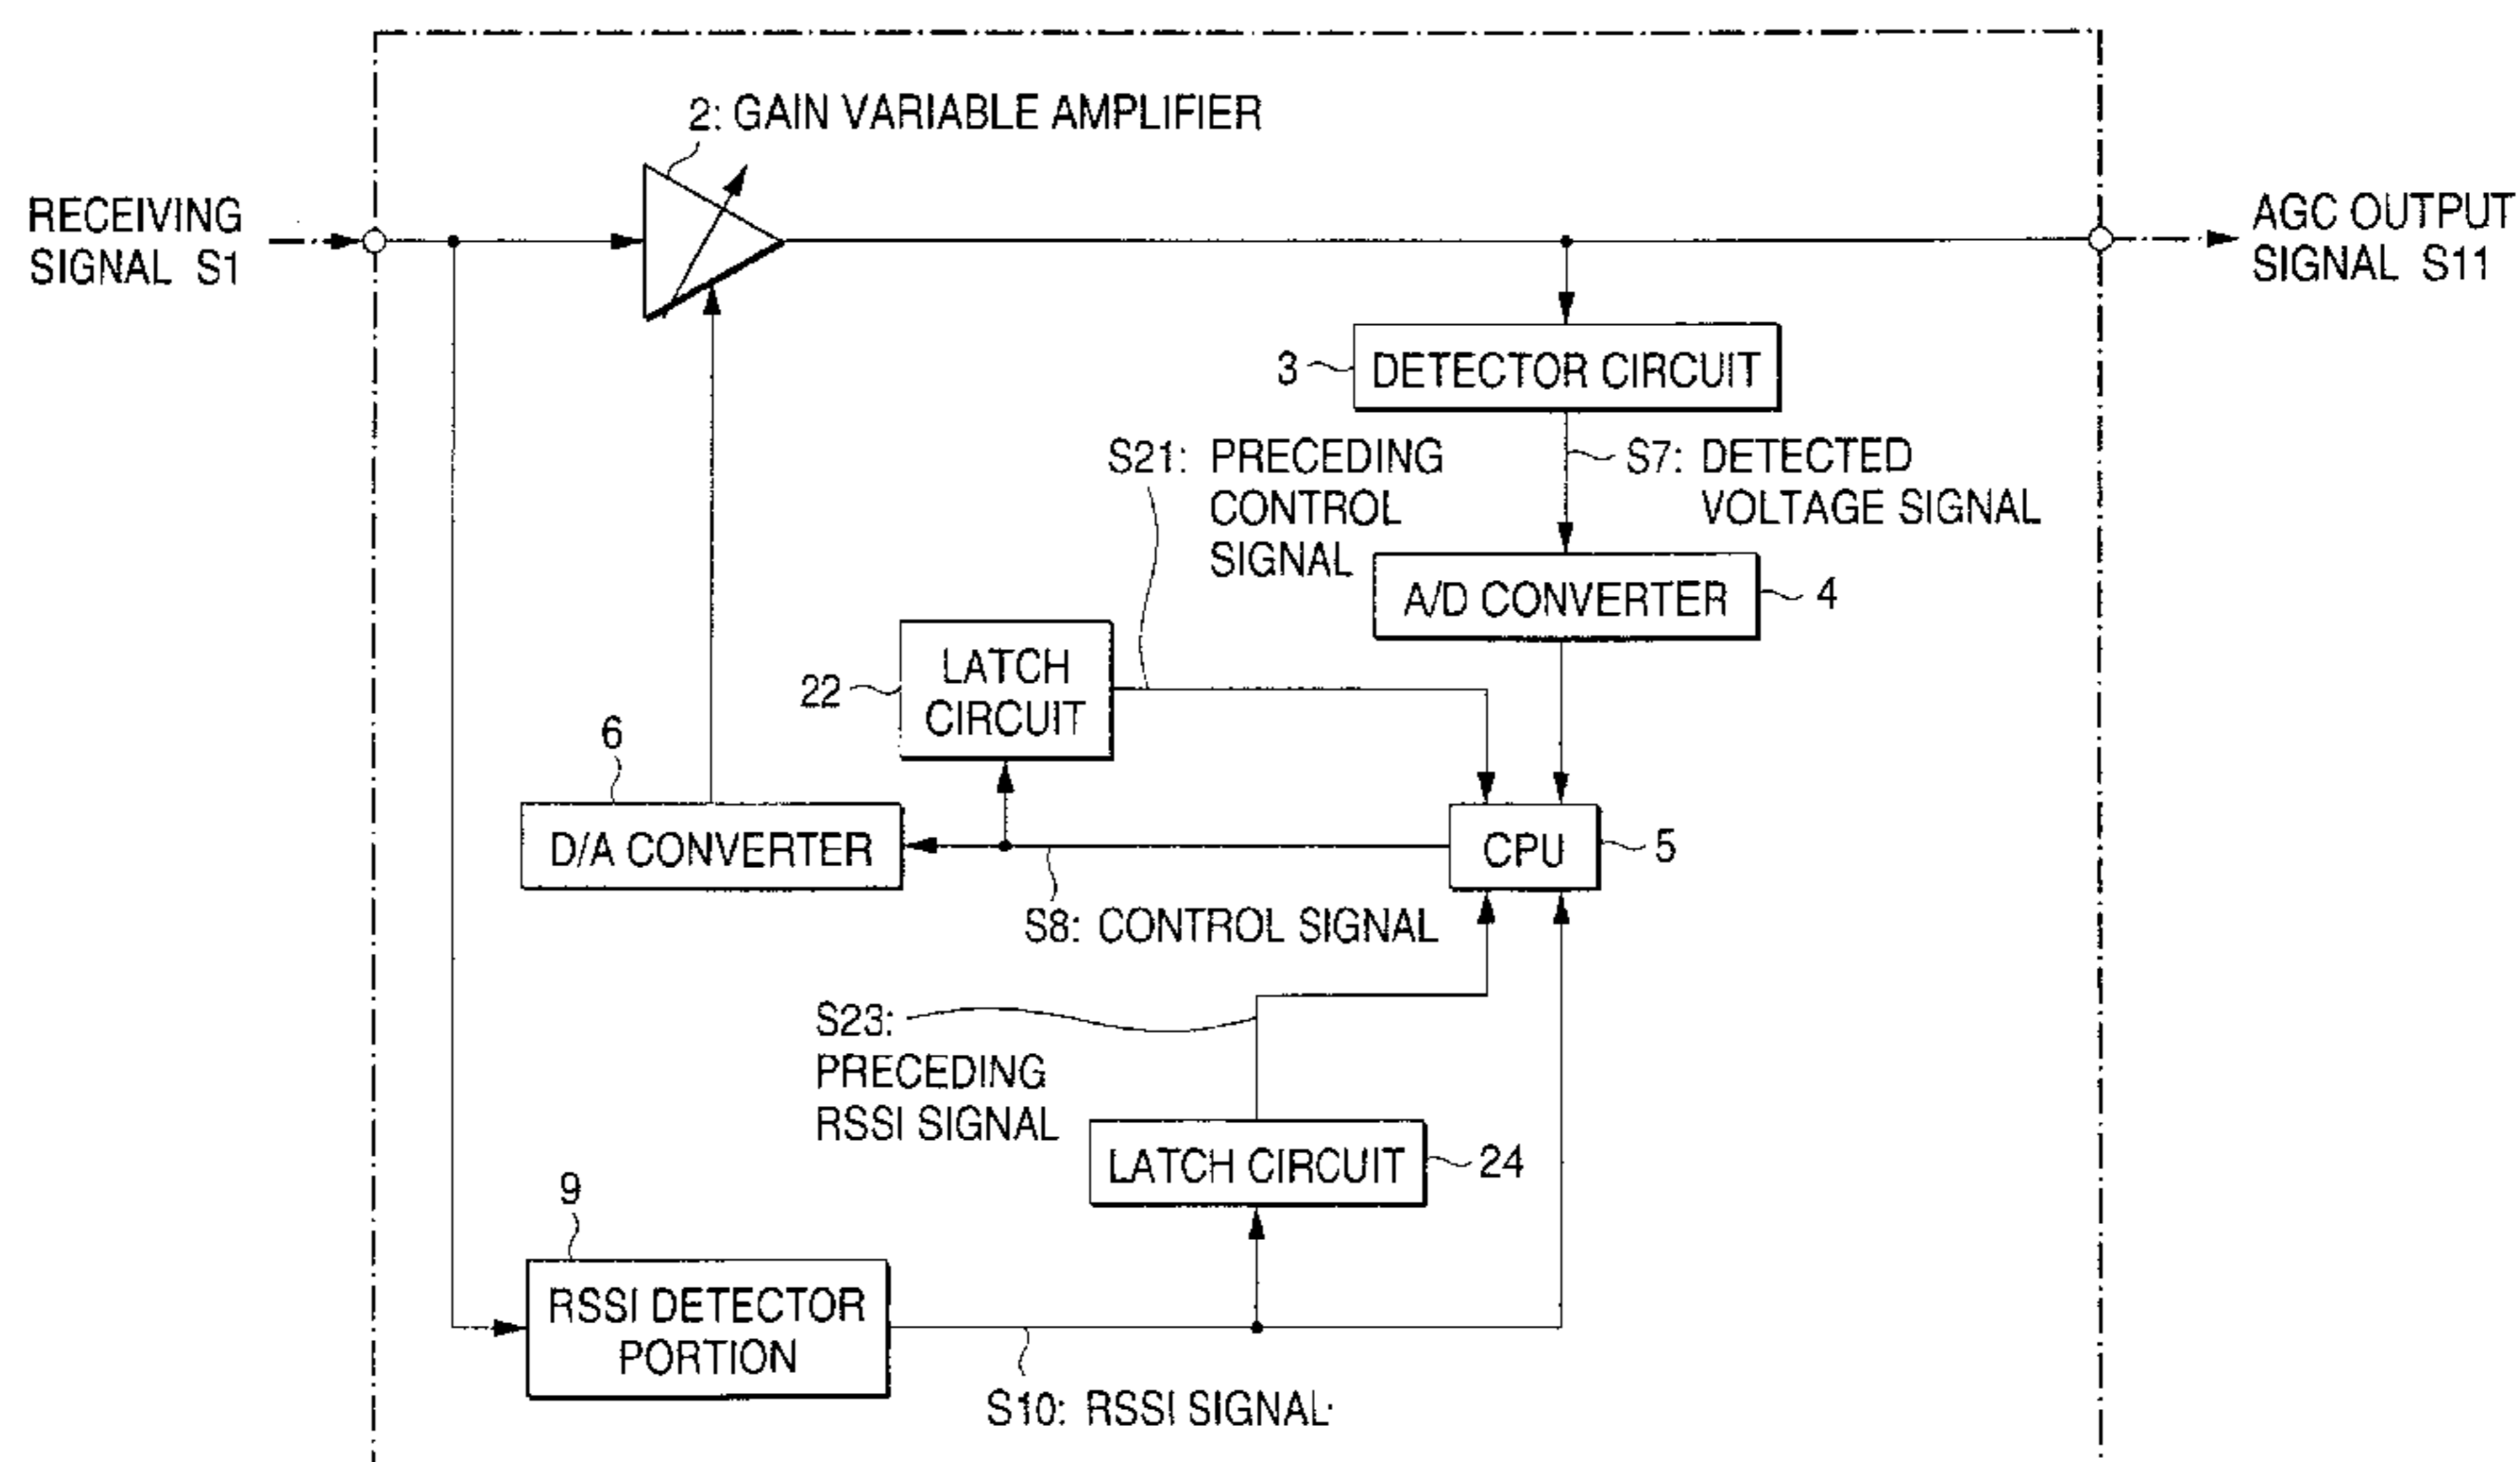 2: GAIN VARIABLE AMPLIFIER
RECEIVING
SIGNAL S1
AGC OUTPUT
SIGNAL S11
3
DETECTOR CIRCUIT
S21: PRECEDING
CONTROL
SIGNAL
S7: DETECTED
VOLTAGE SIGNAL
A/D CONVERTER
4
22
LATCH
CIRCUIT
6
D/A CONVERTER
CPU
5
S8: CONTROL SIGNAL
S23:
PRECEDING
RSSI SIGNAL
LATCH CIRCUIT
24
9
RSSI DETECTOR
PORTION
S10: RSSI SIGNAL